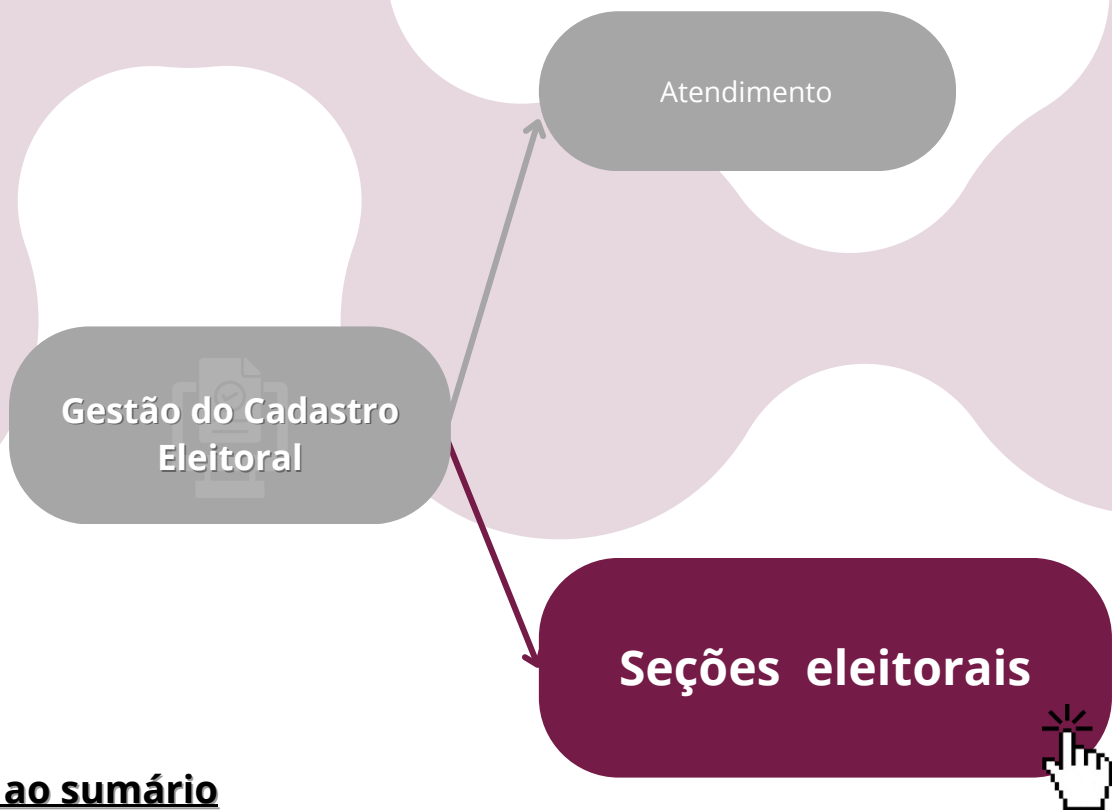 Atendimento
Gestão do Cadastro
Eleitoral
Seções eleitorais
ao sumário